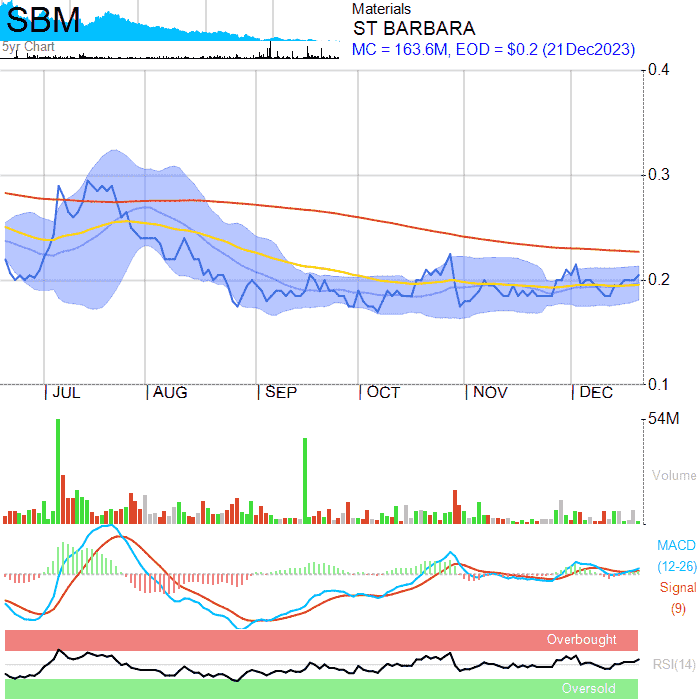 SBM
5yr Chart
Materials
ST BARBARA
MC = 163.6M, EOD = $0.2 (21Dec2023)
0.4
0.3
0.2
0.1
JUL AUG SEP OCT NOV DEC
54M
Volume
MACD
(12-26)
Signal
(9)
Overbought
RSI(14)
Oversold